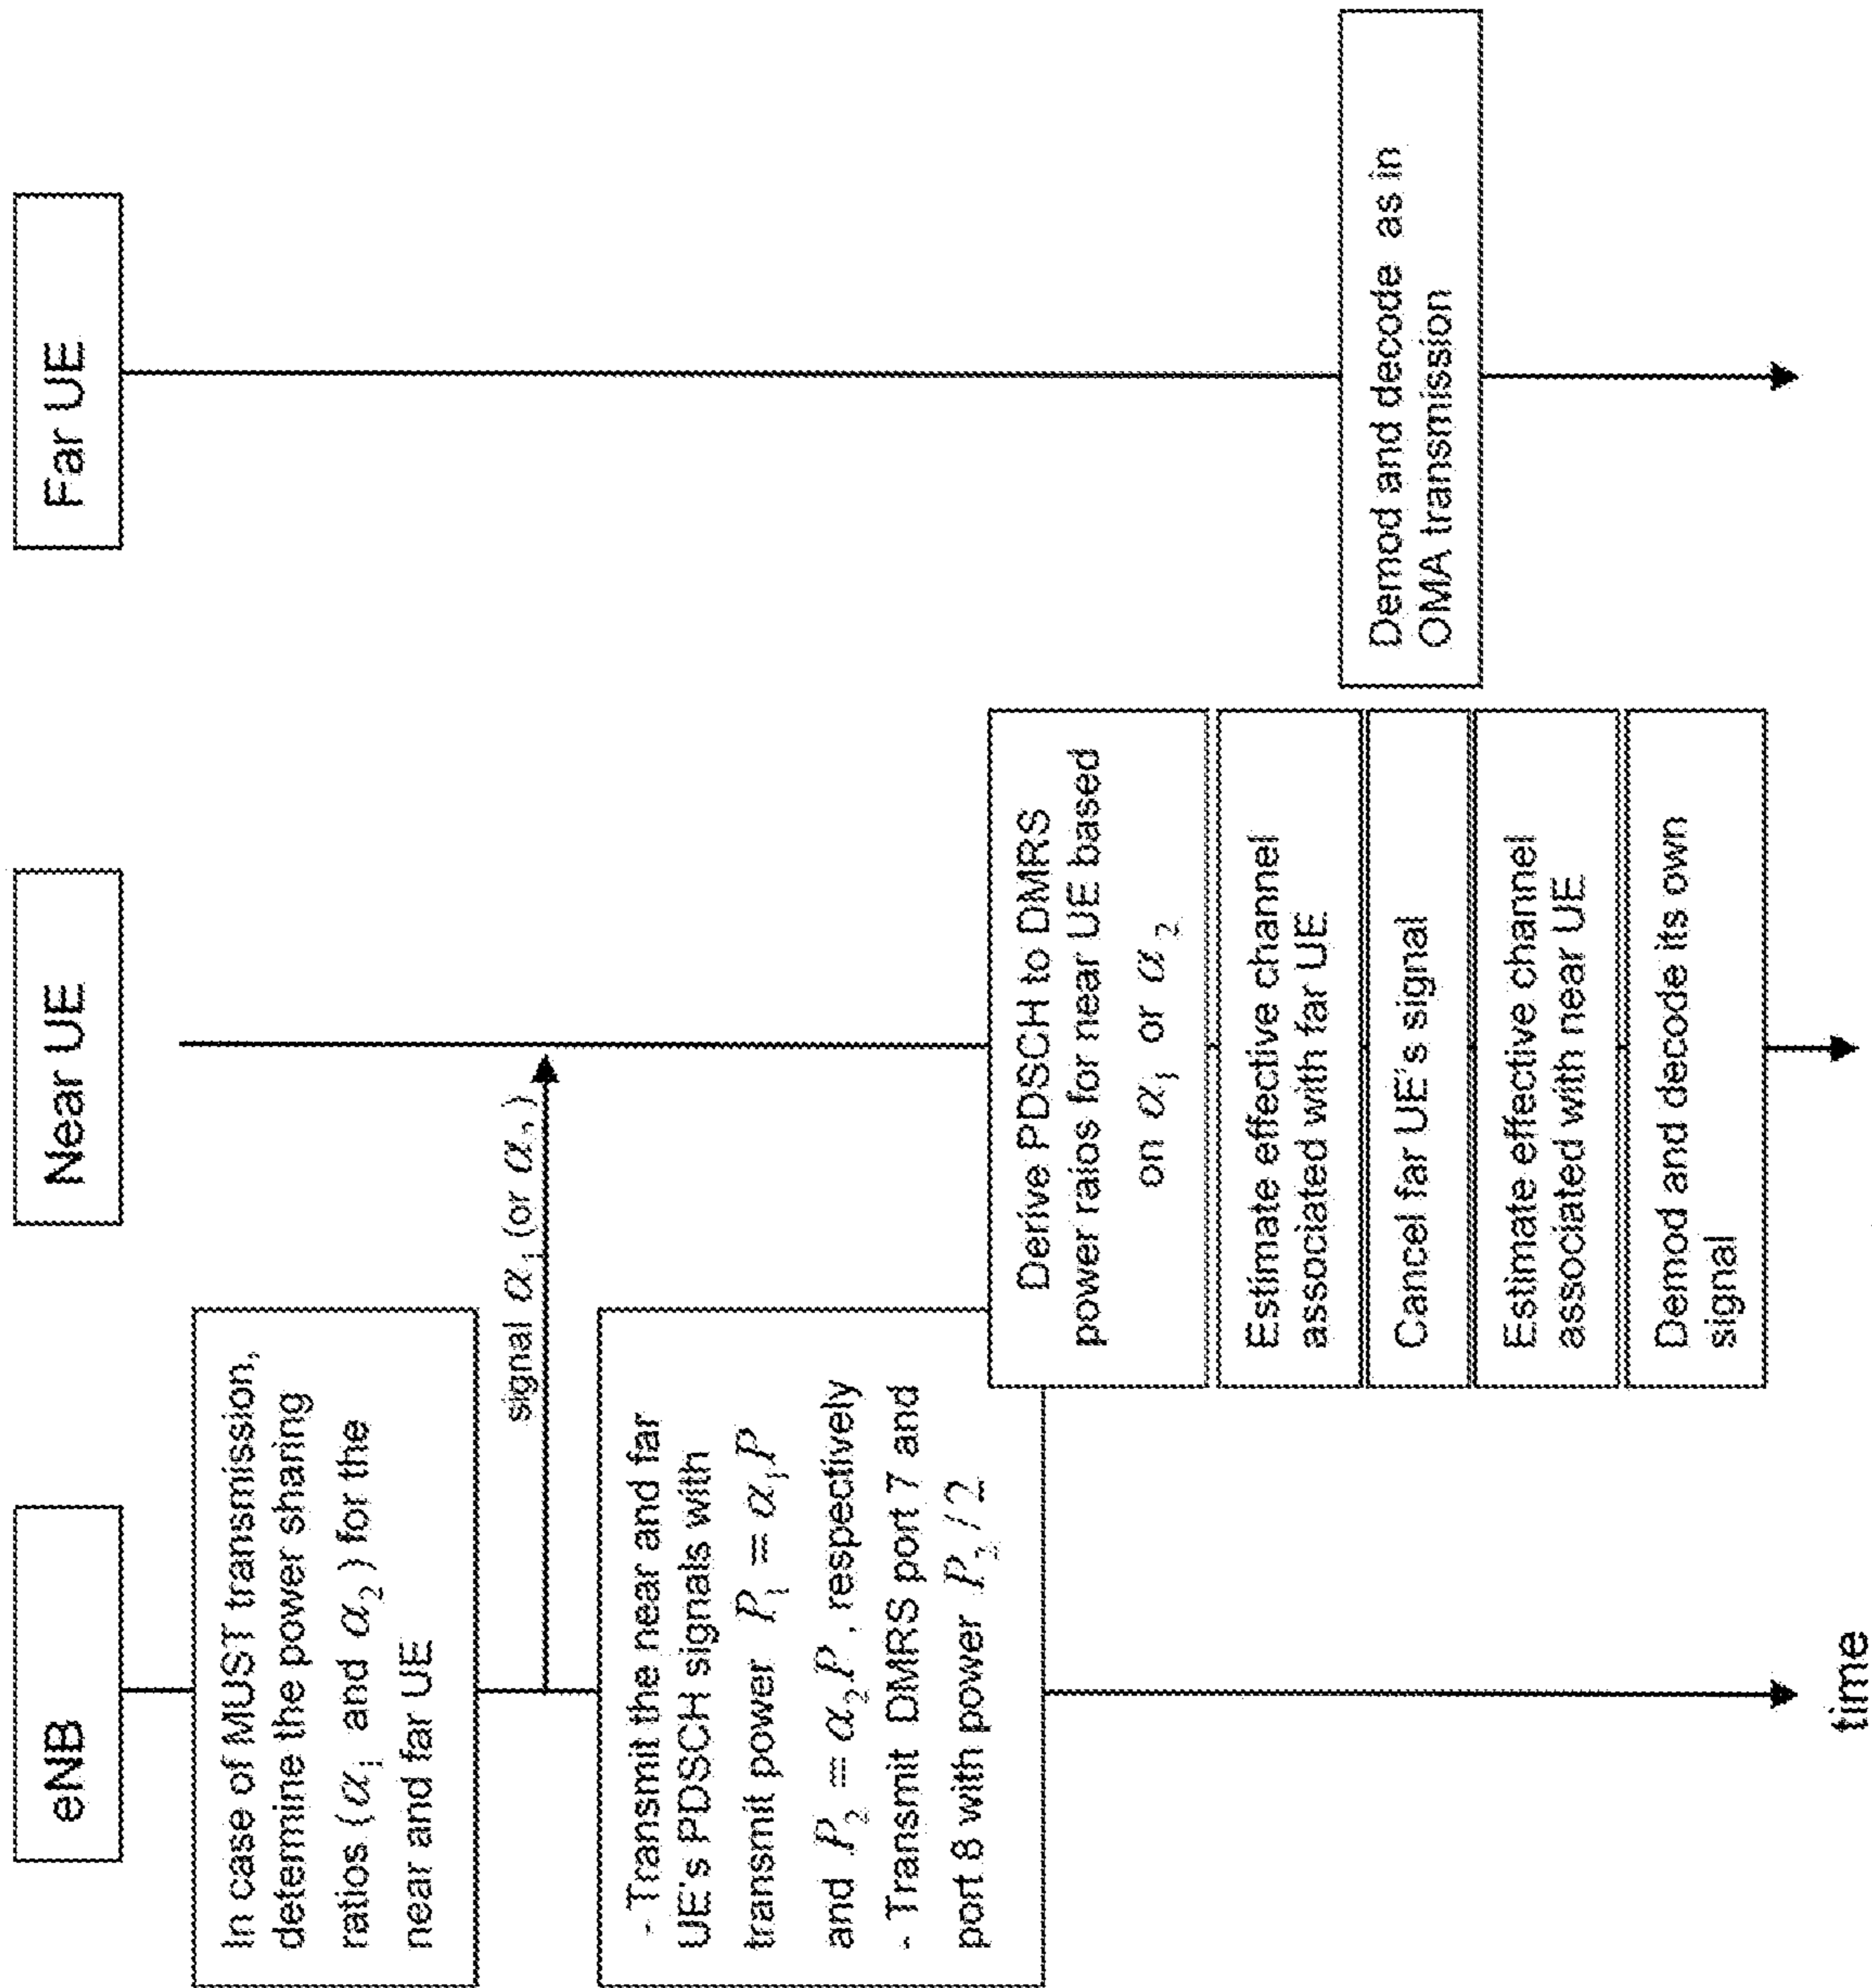 eNB
Near UE
Far UE
In case of MUST transmission,
determine the power sharing
ratios (α₁ and α₂) for the
near and far UE
signal α₁ (or α₂)
- Transmit the near and far
UE's PDSCH signals with
transmit power P₁ = α₁P
and P₂ = α₂P, respectively
- Transmit DMRS port 7 and
port 8 with power P₂/2
Derive PDSCH to DMRS
power raios for near UE based
on α₁ or α₂
Estimate effective channel
associated with far UE
Cancel far UE's signal
Estimate effective channel
associated with near UE
Demod and decode its own
signal
Demod and decode as in
OMA transmission
time